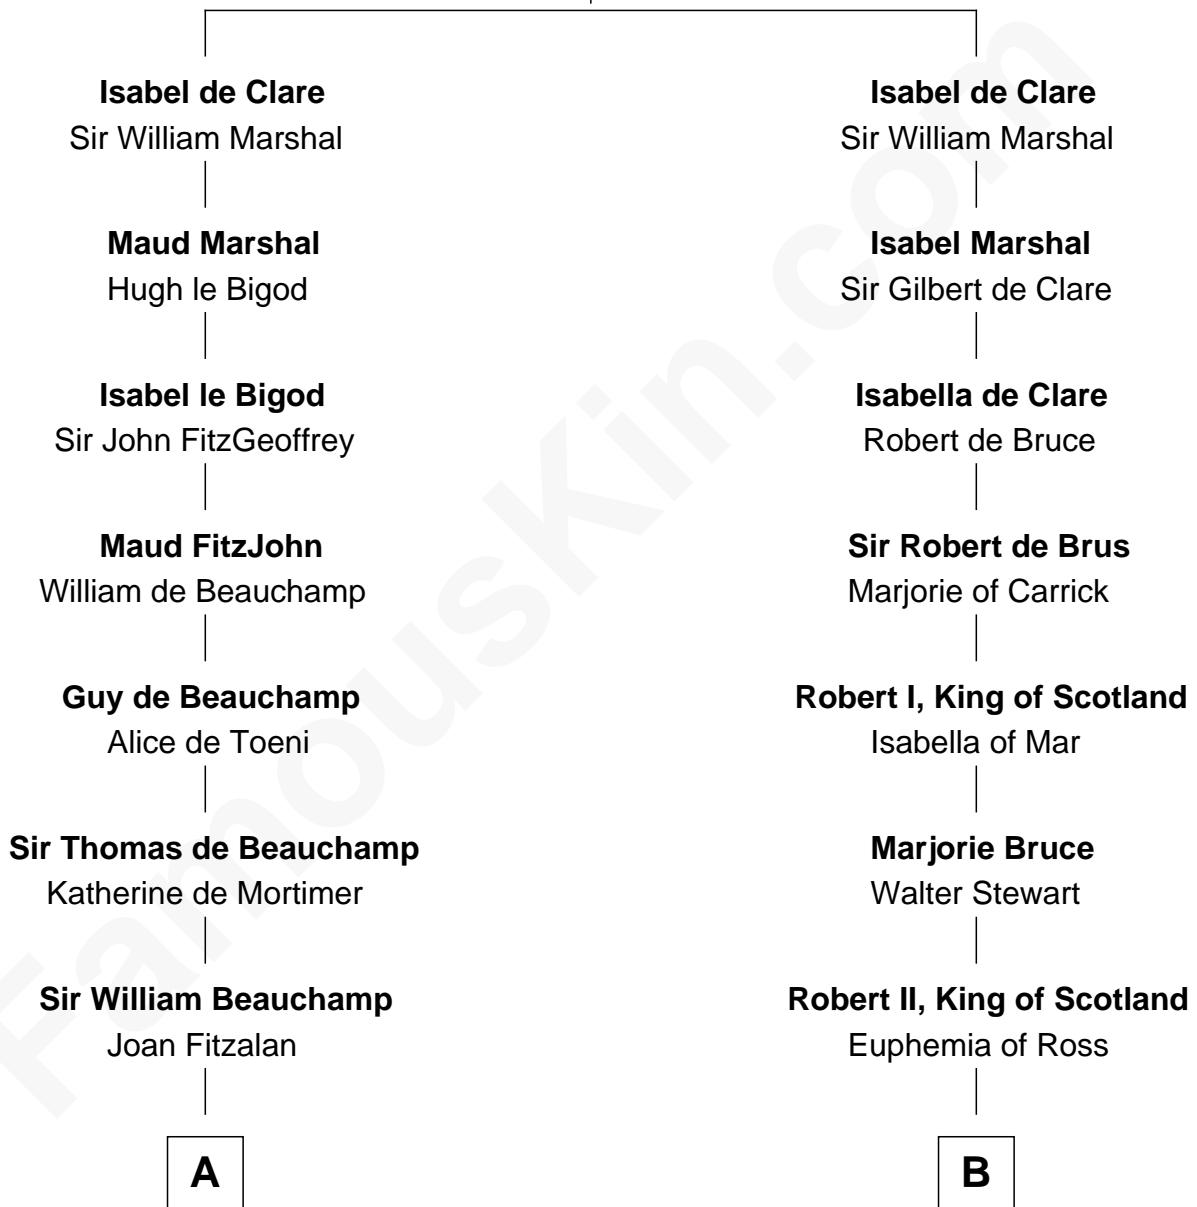 Isabel de Clare
Sir William Marshal
Maud Marshal
Hugh le Bigod
Isabel le Bigod
Sir John FitzGeoffrey
Maud FitzJohn
William de Beauchamp
Guy de Beauchamp
Alice de Toeni
Sir Thomas de Beauchamp
Katherine de Mortimer
Sir William Beauchamp
Joan Fitzalan
A
Isabel de Clare
Sir William Marshal
Isabel Marshal
Sir Gilbert de Clare
Isabella de Clare
Robert de Bruce
Sir Robert de Brus
Marjorie of Carrick
Robert I, King of Scotland
Isabella of Mar
Marjorie Bruce
Walter Stewart
Robert II, King of Scotland
Euphemia of Ross
B
FamousKin.com